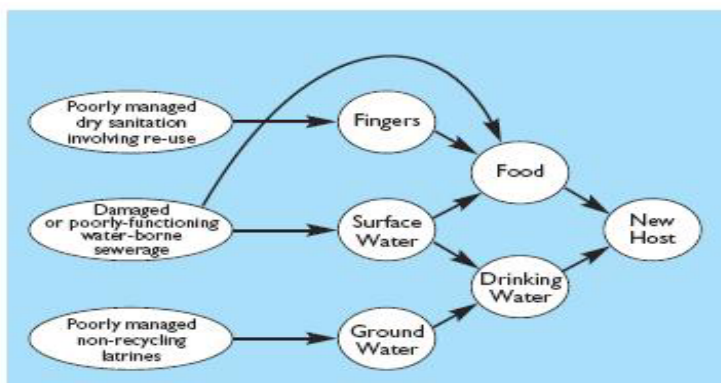 Poorly managed
dry sanitation
involving re-use
Fingers
Food
Damaged
or poorly-functioning
water-borne
sewerage
Surface
Water
New
Host
Drinking
Water
Poorly managed
non-recycling
latrines
Ground
Water